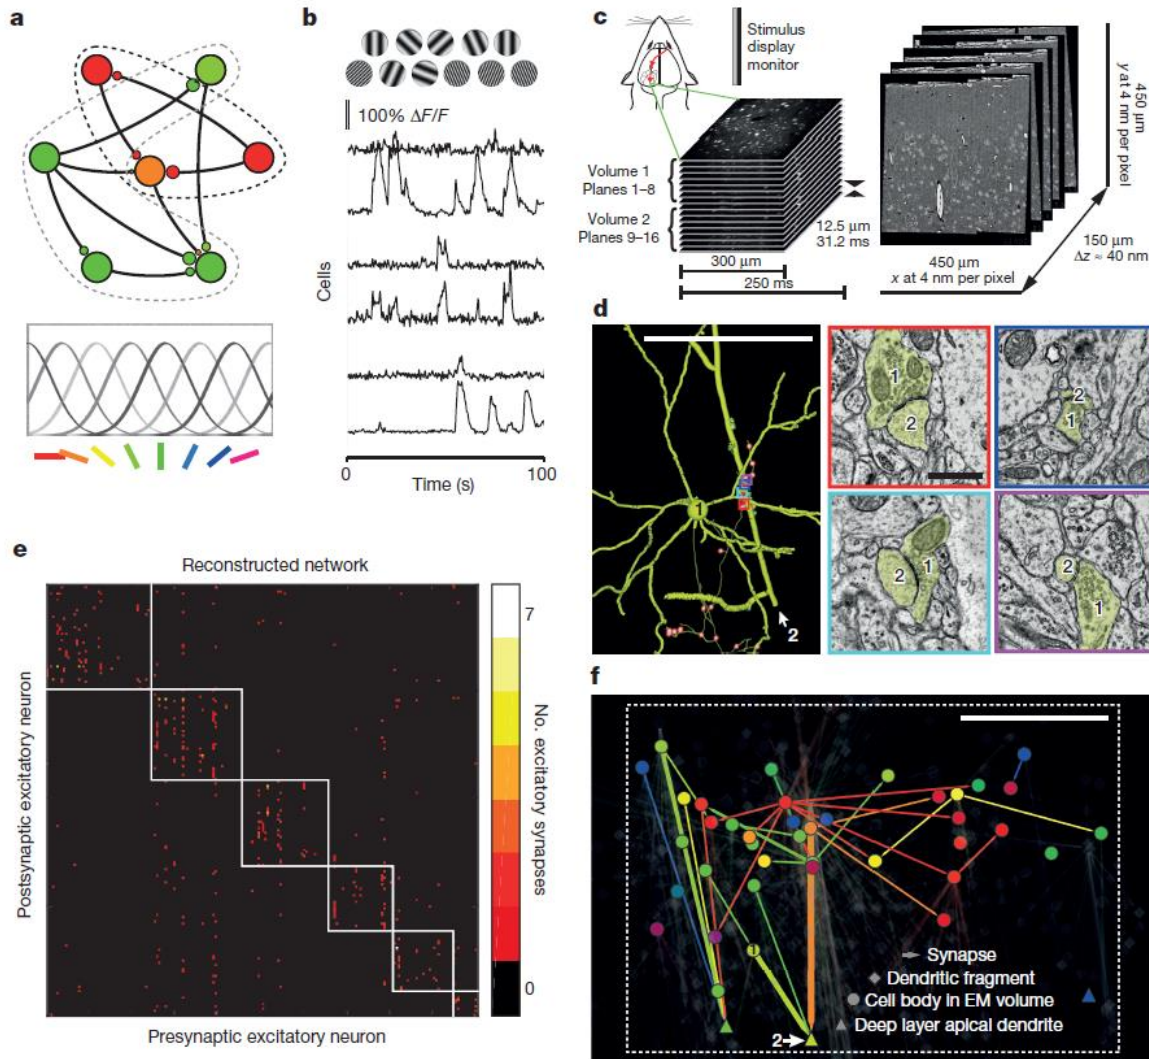 a
b
100% ΔF/F
Cells
0
100
Time (s)
c
Stimulus
display
monitor
Volume 1
Planes 1–8
Volume 2
Planes 9–16
12.5 µm
31.2 ms
300 µm
250 ms
450 µm
y at 4 nm per pixel
150 µm
Δz ≈ 40 nm
450 µm
x at 4 nm per pixel
d
1
2
1
2
2
1
2
1
2
1
e
Reconstructed network
Postsynaptic excitatory neuron
Presynaptic excitatory neuron
7
0
No. excitatory synapses
f
1
2
Synapse
Dendritic fragment
Cell body in EM volume
Deep layer apical dendrite